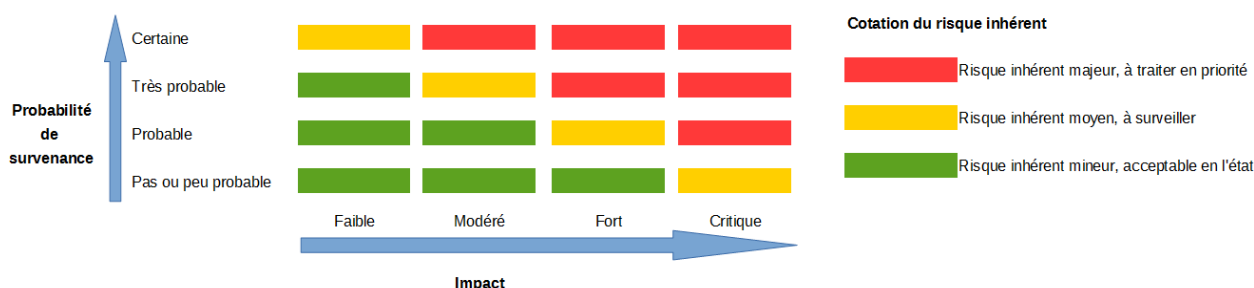 Probabilité
de
survenance
Certaine
Très probable
Probable
Pas ou peu probable
Faible
Modéré
Fort
Critique
Impact
Cotation du risque inhérent
Risque inhérent majeur, à traiter en priorité
Risque inhérent moyen, à surveiller
Risque inhérent mineur, acceptable en l'état